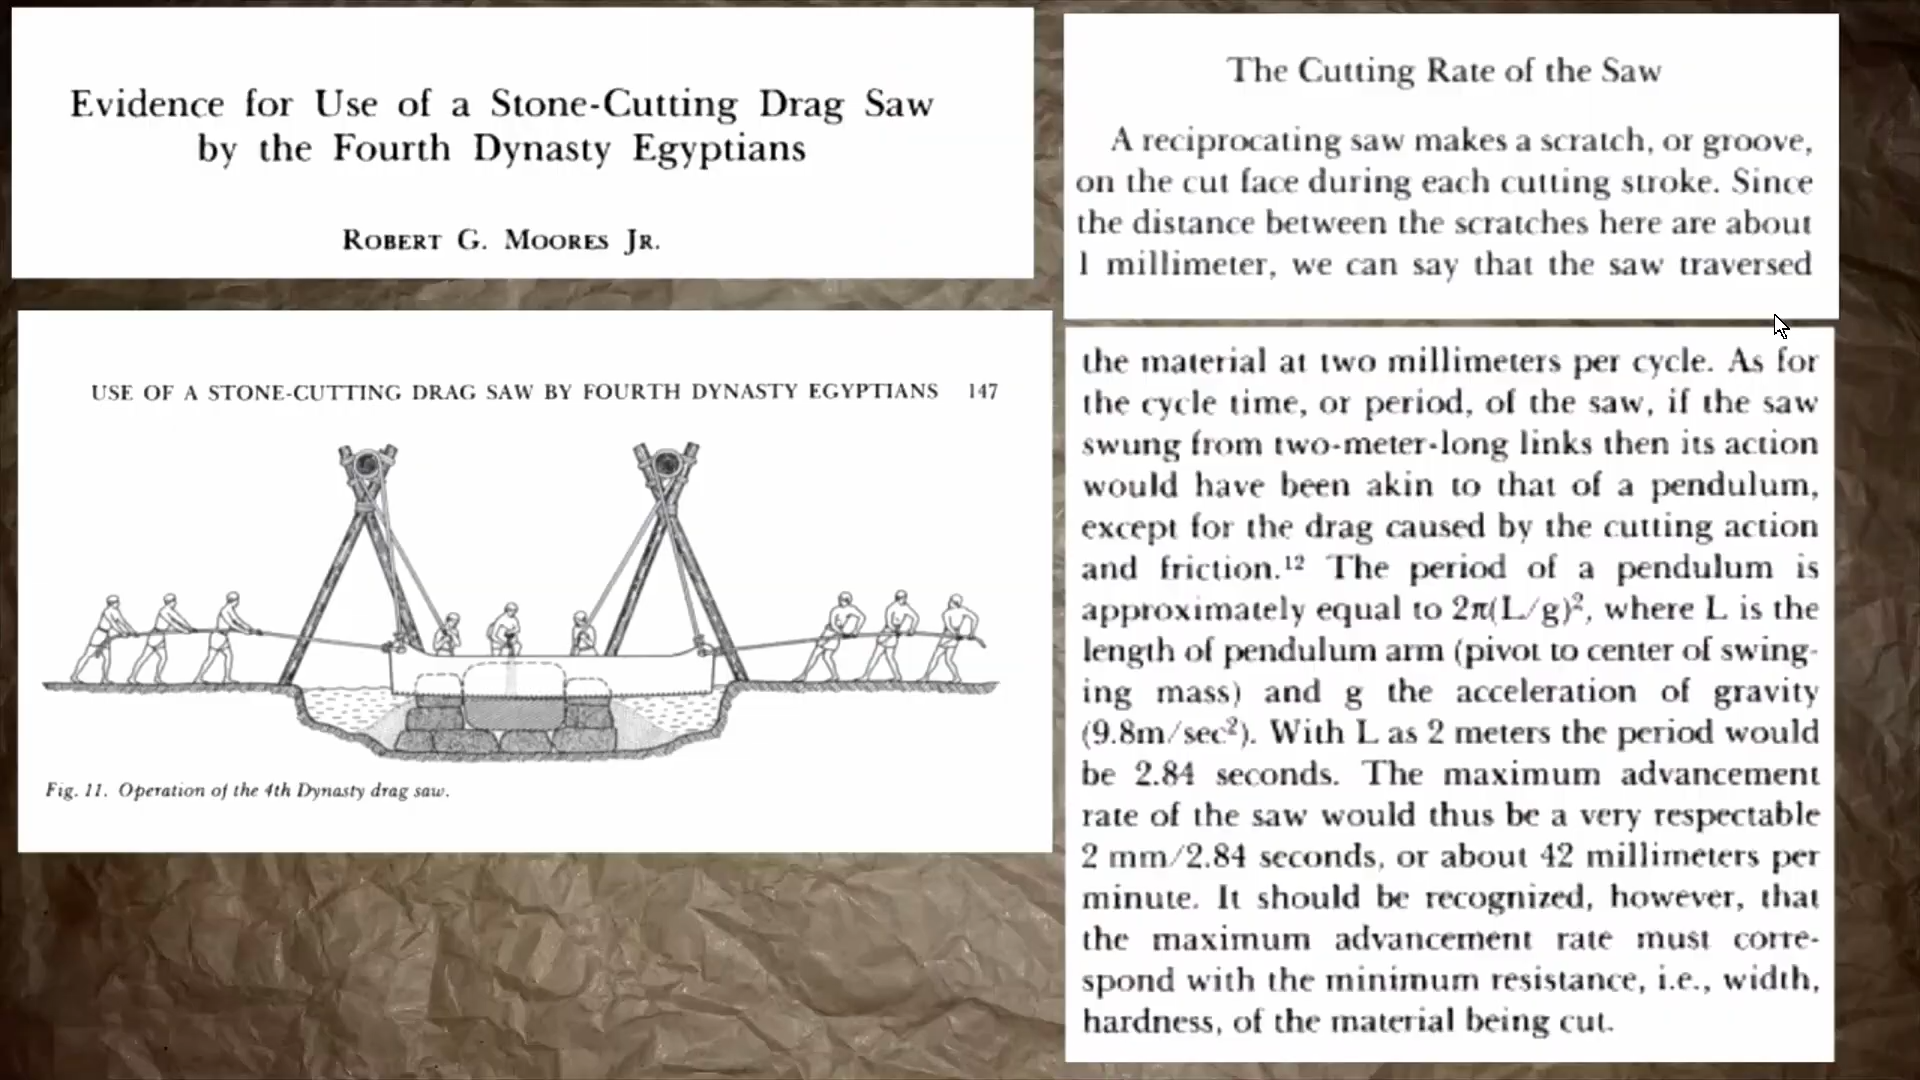 Evidence for Use of a Stone-Cutting Drag Saw
by the Fourth Dynasty Egyptians
ROBERT G. MOORES JR.
USE OF A STONE-CUTTING DRAG SAW BY FOURTH DYNASTY EGYPTIANS 147
Fig. 11. Operation of the 4th Dynasty drag saw.
The Cutting Rate of the Saw
A reciprocating saw makes a scratch, or groove,
on the cut face during each cutting stroke. Since
the distance between the scratches here are about
1 millimeter, we can say that the saw traversed
the material at two millimeters per cycle. As for
the cycle time, or period, of the saw, if the saw
swung from two-meter-long links then its action
would have been akin to that of a pendulum,
except for the drag caused by the cutting action
and friction.¹² The period of a pendulum is
approximately equal to 2π(L/g)², where L is the
length of pendulum arm (pivot to center of swing-
ing mass) and g the acceleration of gravity
(9.8m/sec²). With L as 2 meters the period would
be 2.84 seconds. The maximum advancement
rate of the saw would thus be a very respectable
2 mm/2.84 seconds, or about 42 millimeters per
minute. It should be recognized, however, that
the maximum advancement rate must corre-
spond with the minimum resistance, i.e., width,
hardness, of the material being cut.